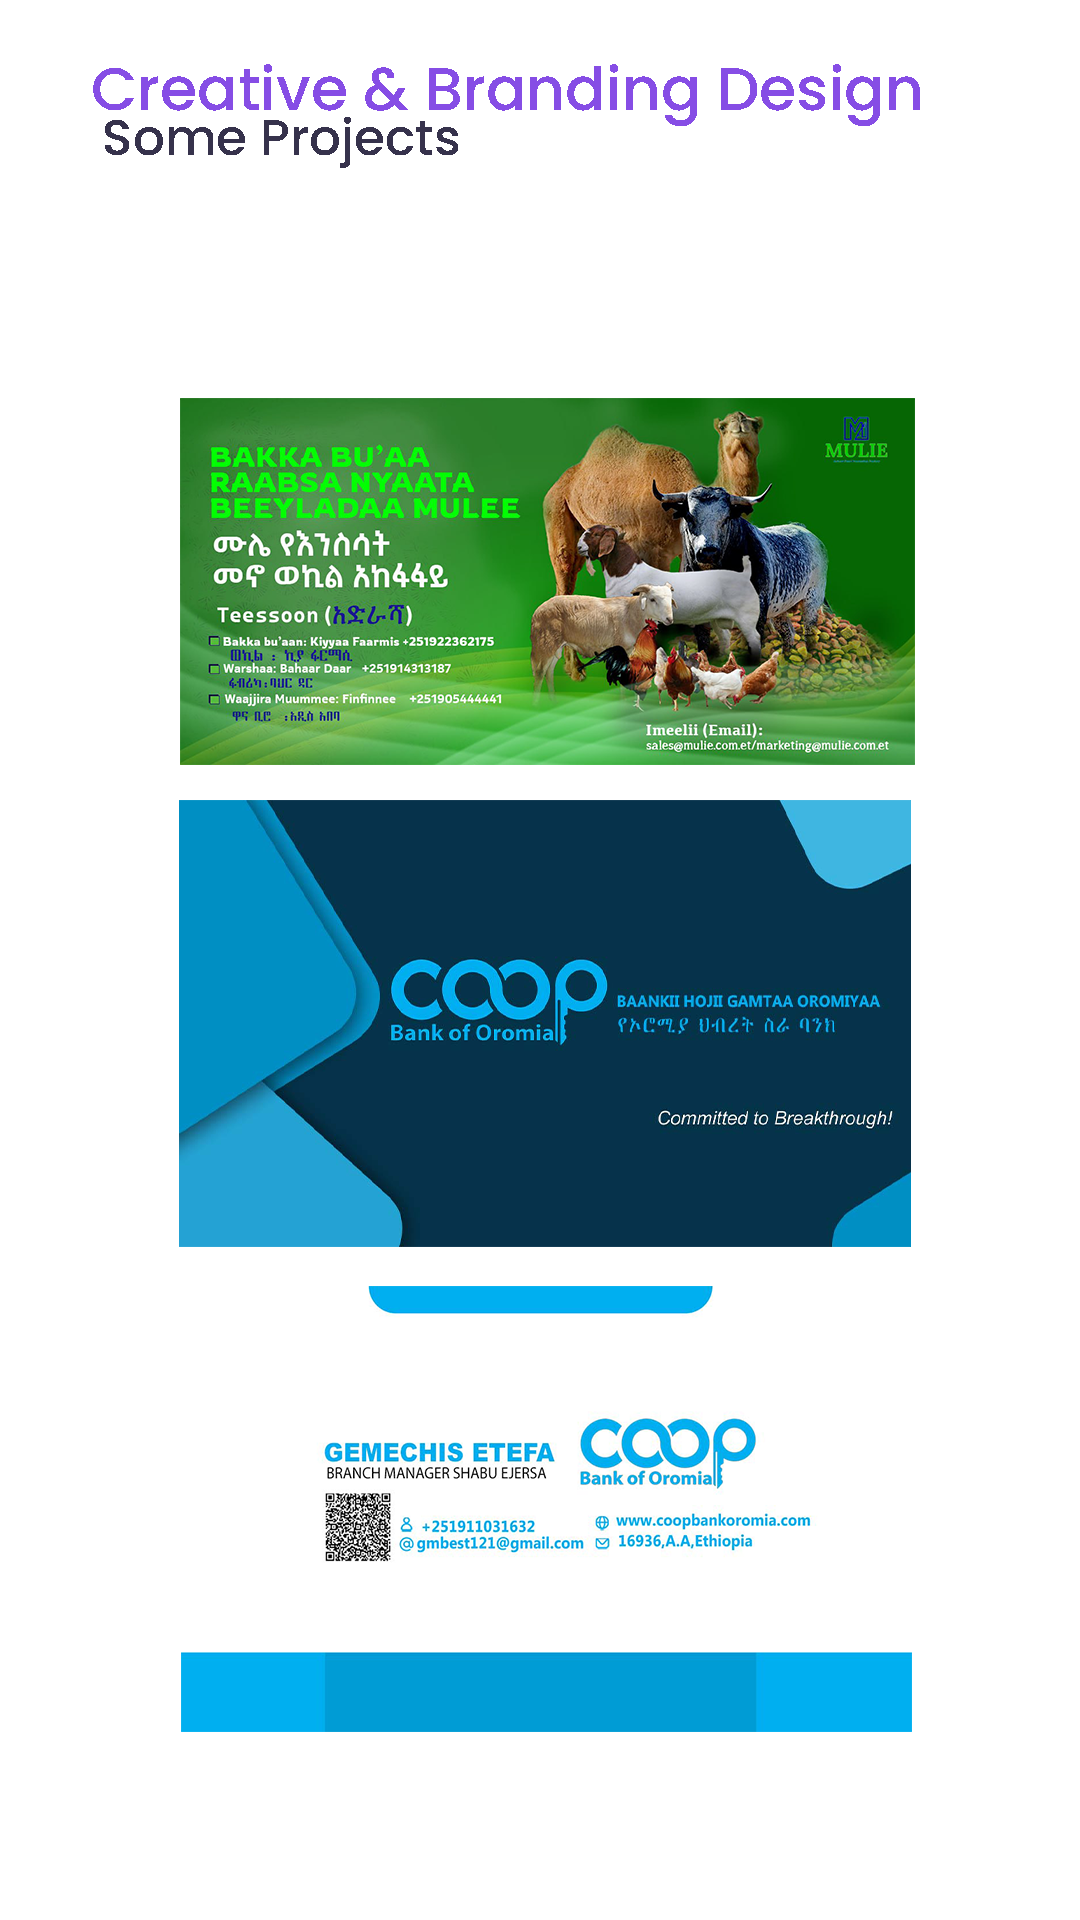 Creative & Branding Design
Some Projects
BAKKA BU'AA
RAABSA NYAATA
BEEYLADAA MULEE
ሙሌ የእንስሳት
መኖ ወኪል አከፋፋይ
Teessoon (አድራሻ)
Bakka bu'aan: Kiyyaa Faarmis +251922362175
ወኪል : ኪያ ፋርማሲ
Warshaa: Bahaar Daar +251914313187
ፋብሪካ:ባህር ዳር
Waajjira Muummee: Finfinnee +251905444441
ዋና ቢሮ :አዲስ አበባ
MULIE
Imeelii (Email):
sales@mulie.com.et/marketing@mulie.com.et
coop
Bank of Oromia
BAANKII HOJII GAMTAA OROMIYAA
የኦሮሚያ ህብረት ስራ ባንክ
Committed to Breakthrough!
GEMECHIS ETEFA
BRANCH MANAGER SHABU EJERSA
coop
Bank of Oromia
+251911031632
gmbest121@gmail.com
www.coopbankoromia.com
16936,A.A,Ethiopia